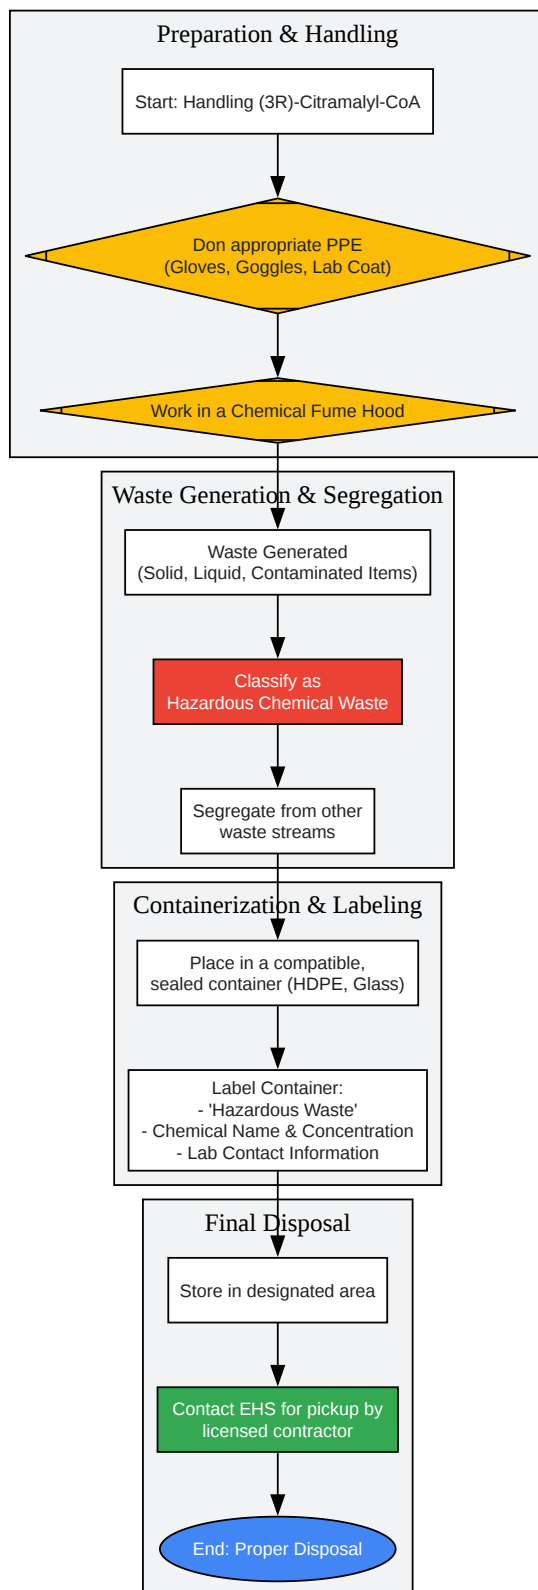 Preparation & Handling
Start: Handling (3R)-Citramalyl-CoA
Don appropriate PPE
(Gloves, Goggles, Lab Coat)
Work in a Chemical Fume Hood
Waste Generation & Segregation
Waste Generated
(Solid, Liquid, Contaminated Items)
Classify as
Hazardous Chemical Waste
Segregate from other
waste streams
Containerization & Labeling
Place in a compatible,
sealed container (HDPE, Glass)
Label Container:
- 'Hazardous Waste'
- Chemical Name & Concentration
- Lab Contact Information
Final Disposal
Store in designated area
Contact EHS for pickup by
licensed contractor
End: Proper Disposal